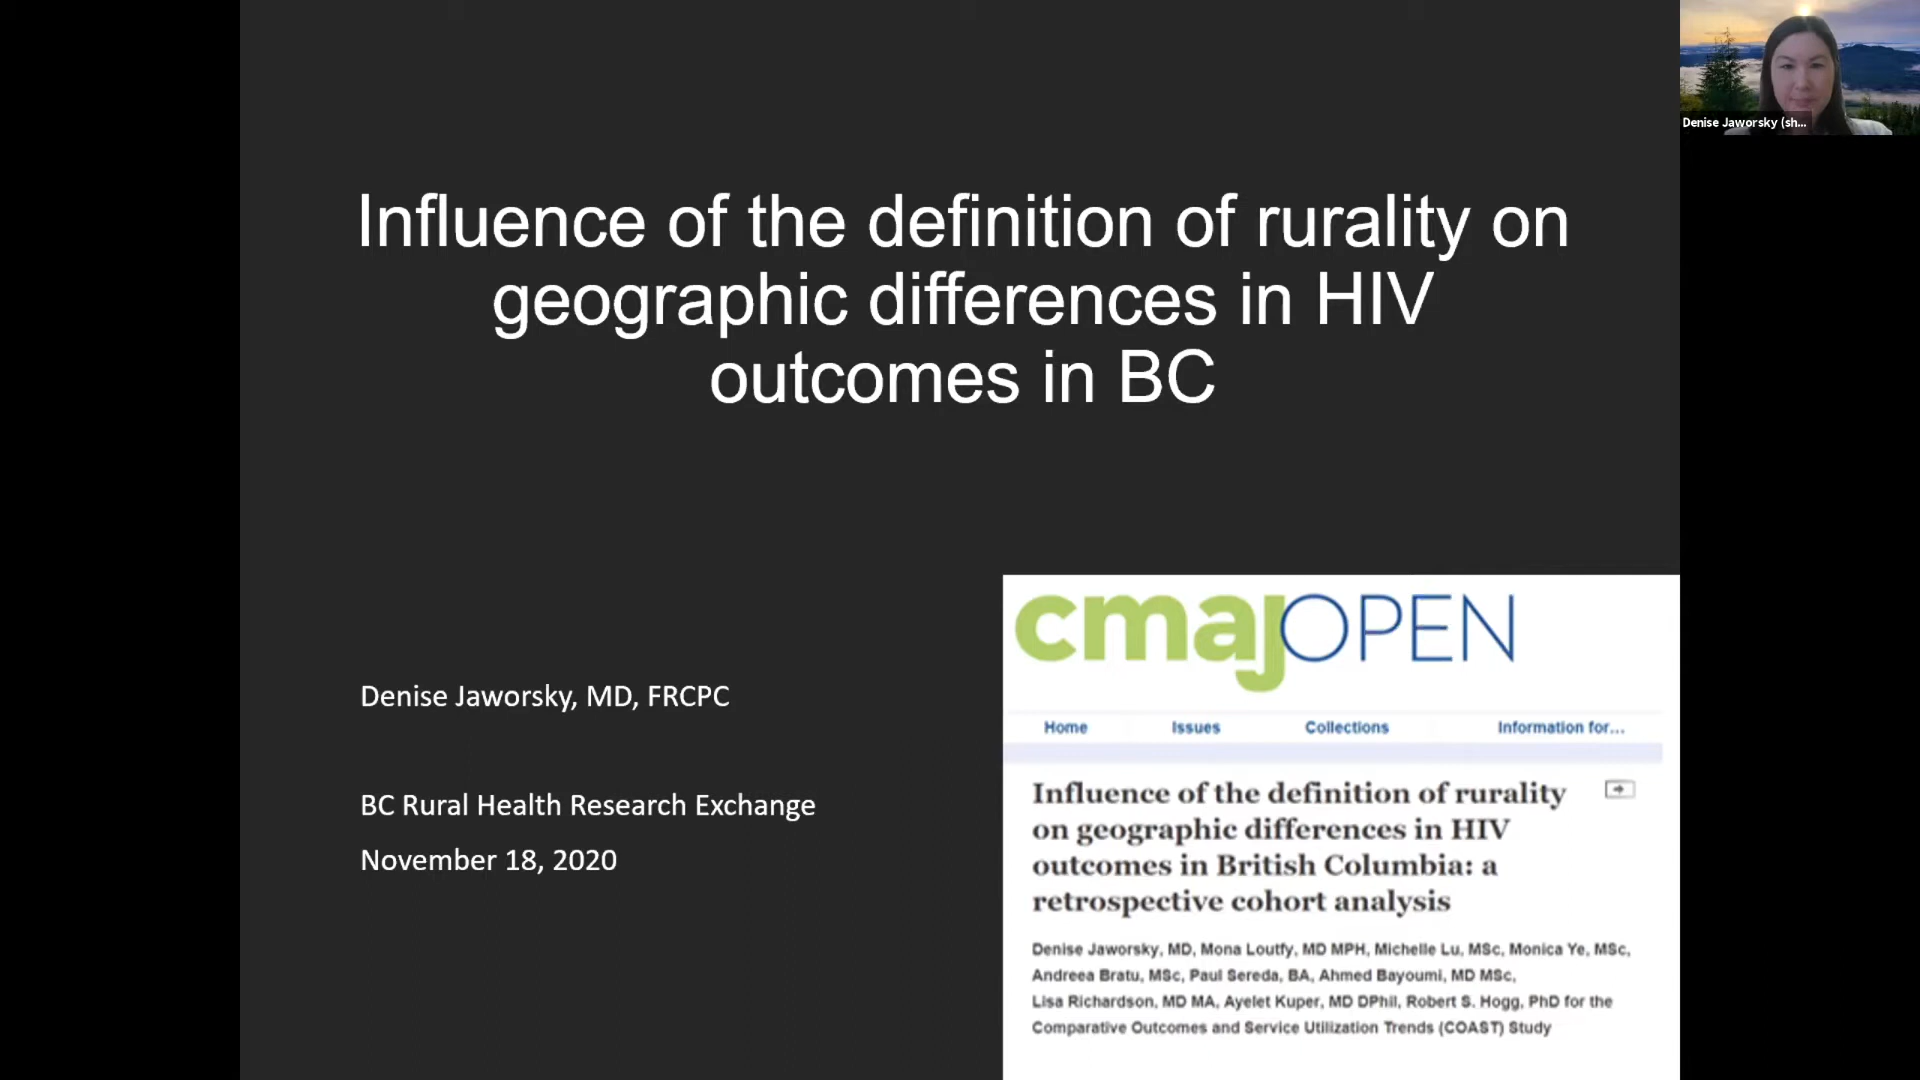 Denise Jaworsky (sh...
Influence of the definition of rurality on
geographic differences in HIV
outcomes in BC
Denise Jaworsky, MD, FRCPC
BC Rural Health Research Exchange
November 18, 2020
cmajOPEN
Home Issues Collections Information for...
Influence of the definition of rurality
on geographic differences in HIV
outcomes in British Columbia: a
retrospective cohort analysis
Denise Jaworsky, MD, Mona Loutfy, MD MPH, Michelle Lu, MSc, Monica Ye, MSc,
Andreea Bratu, MSc, Paul Sereda, BA, Ahmed Bayoumi, MD MSc,
Lisa Richardson, MD MA, Ayelet Kuper, MD DPhil, Robert S. Hogg, PhD for the
Comparative Outcomes and Service Utilization Trends (COAST) Study